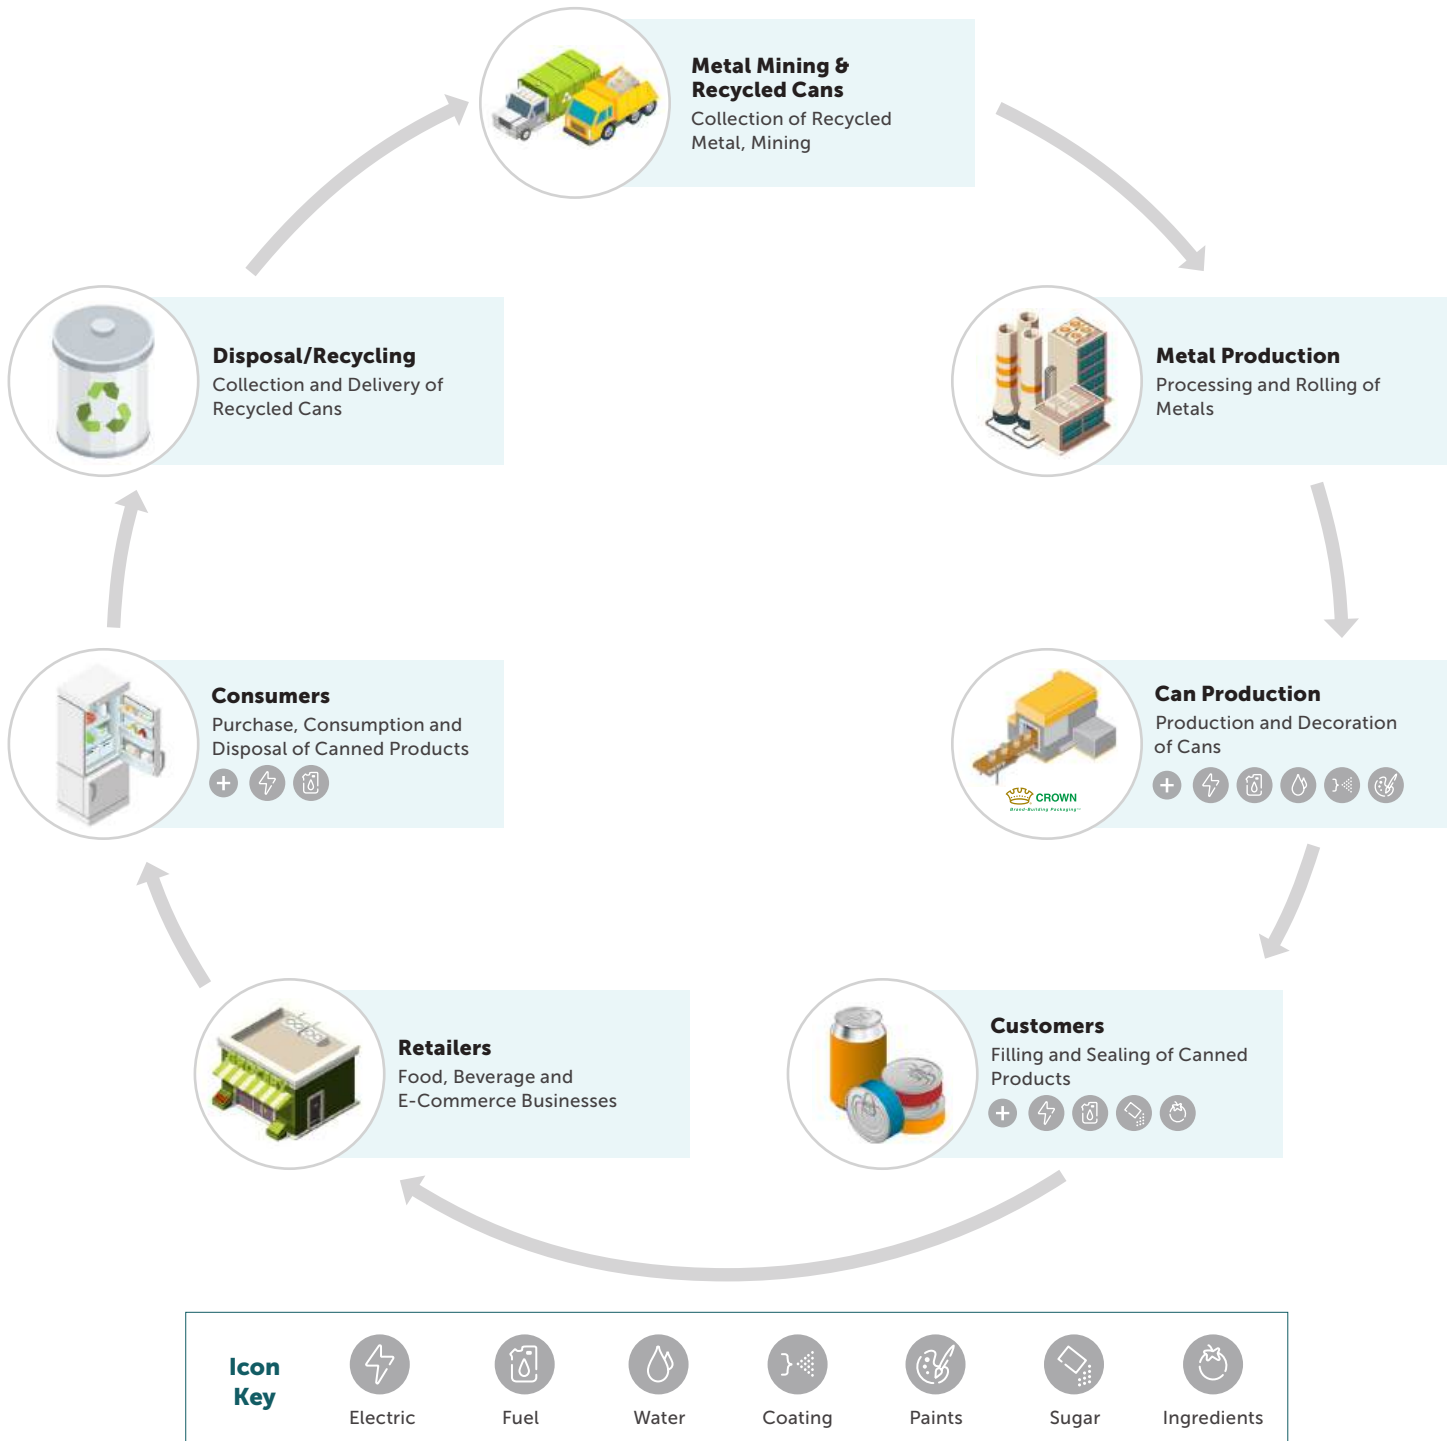 Metal Mining &
Recycled Cans
Collection of Recycled
Metal, Mining
Metal Production
Processing and Rolling of
Metals
Can Production
Production and Decoration
of Cans
CROWN
Brand-Building Packaging™
Customers
Filling and Sealing of Canned
Products
Retailers
Food, Beverage and
E-Commerce Businesses
Consumers
Purchase, Consumption and
Disposal of Canned Products
Disposal/Recycling
Collection and Delivery of
Recycled Cans
Icon
Key
Electric
Fuel
Water
Coating
Paints
Sugar
Ingredients